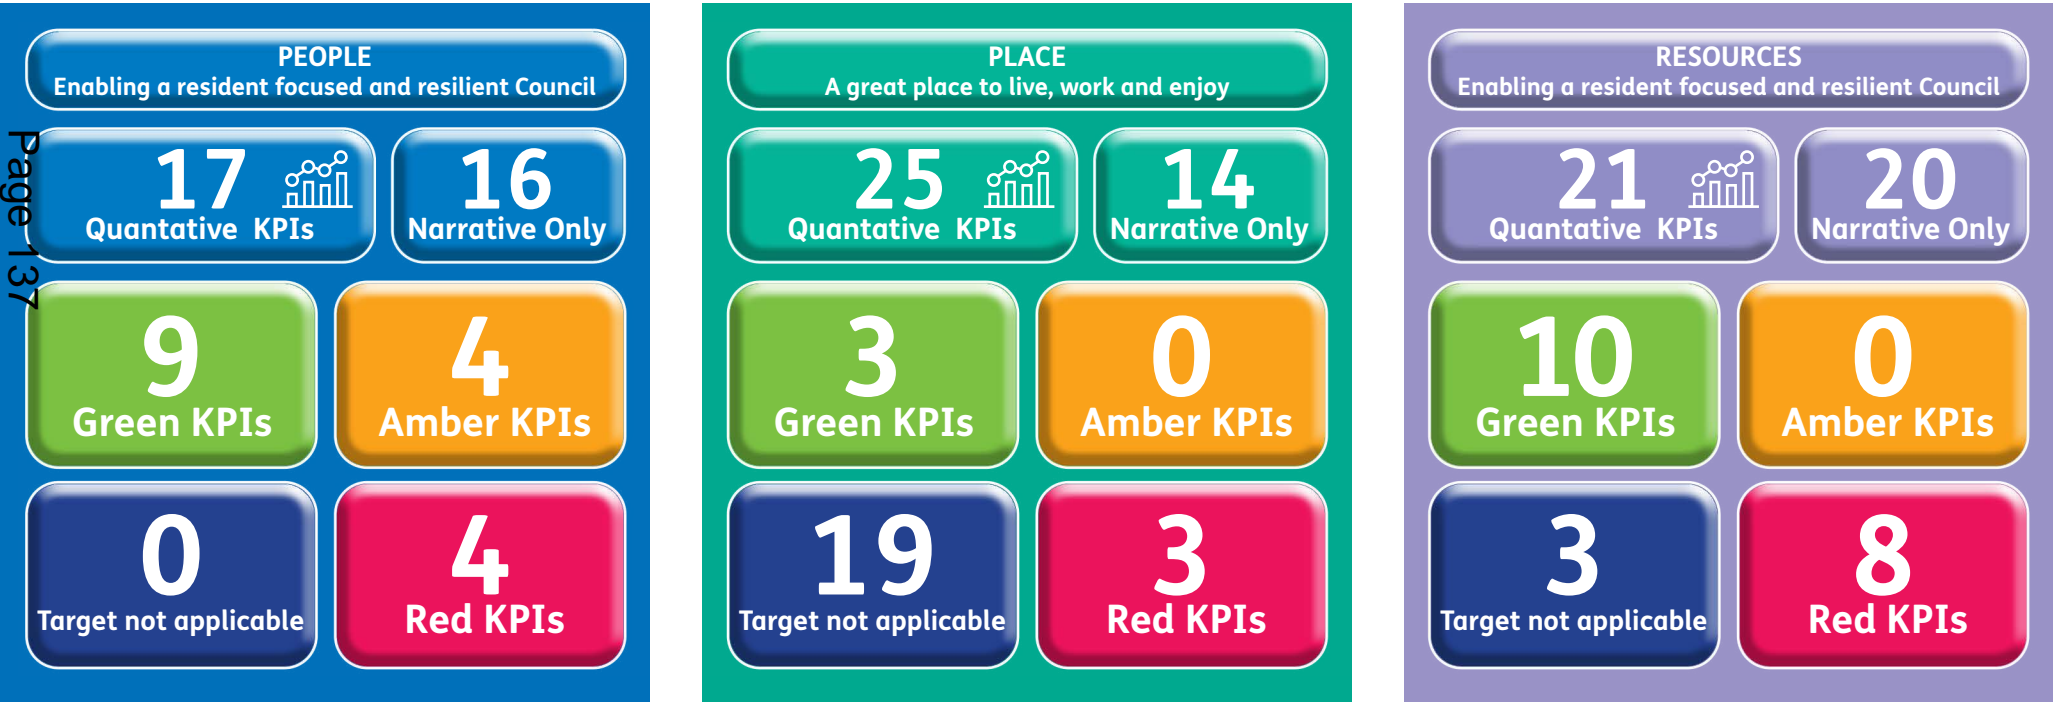 PEOPLE
Enabling a resident focused and resilient Council
17
Quantative KPIs
16
Narrative Only
9
Green KPIs
4
Amber KPIs
0
Target not applicable
4
Red KPIs
PLACE
A great place to live, work and enjoy
25
Quantative KPIs
14
Narrative Only
3
Green KPIs
0
Amber KPIs
19
Target not applicable
3
Red KPIs
RESOURCES
Enabling a resident focused and resilient Council
21
Quantative KPIs
20
Narrative Only
10
Green KPIs
0
Amber KPIs
3
Target not applicable
8
Red KPIs
Page 137